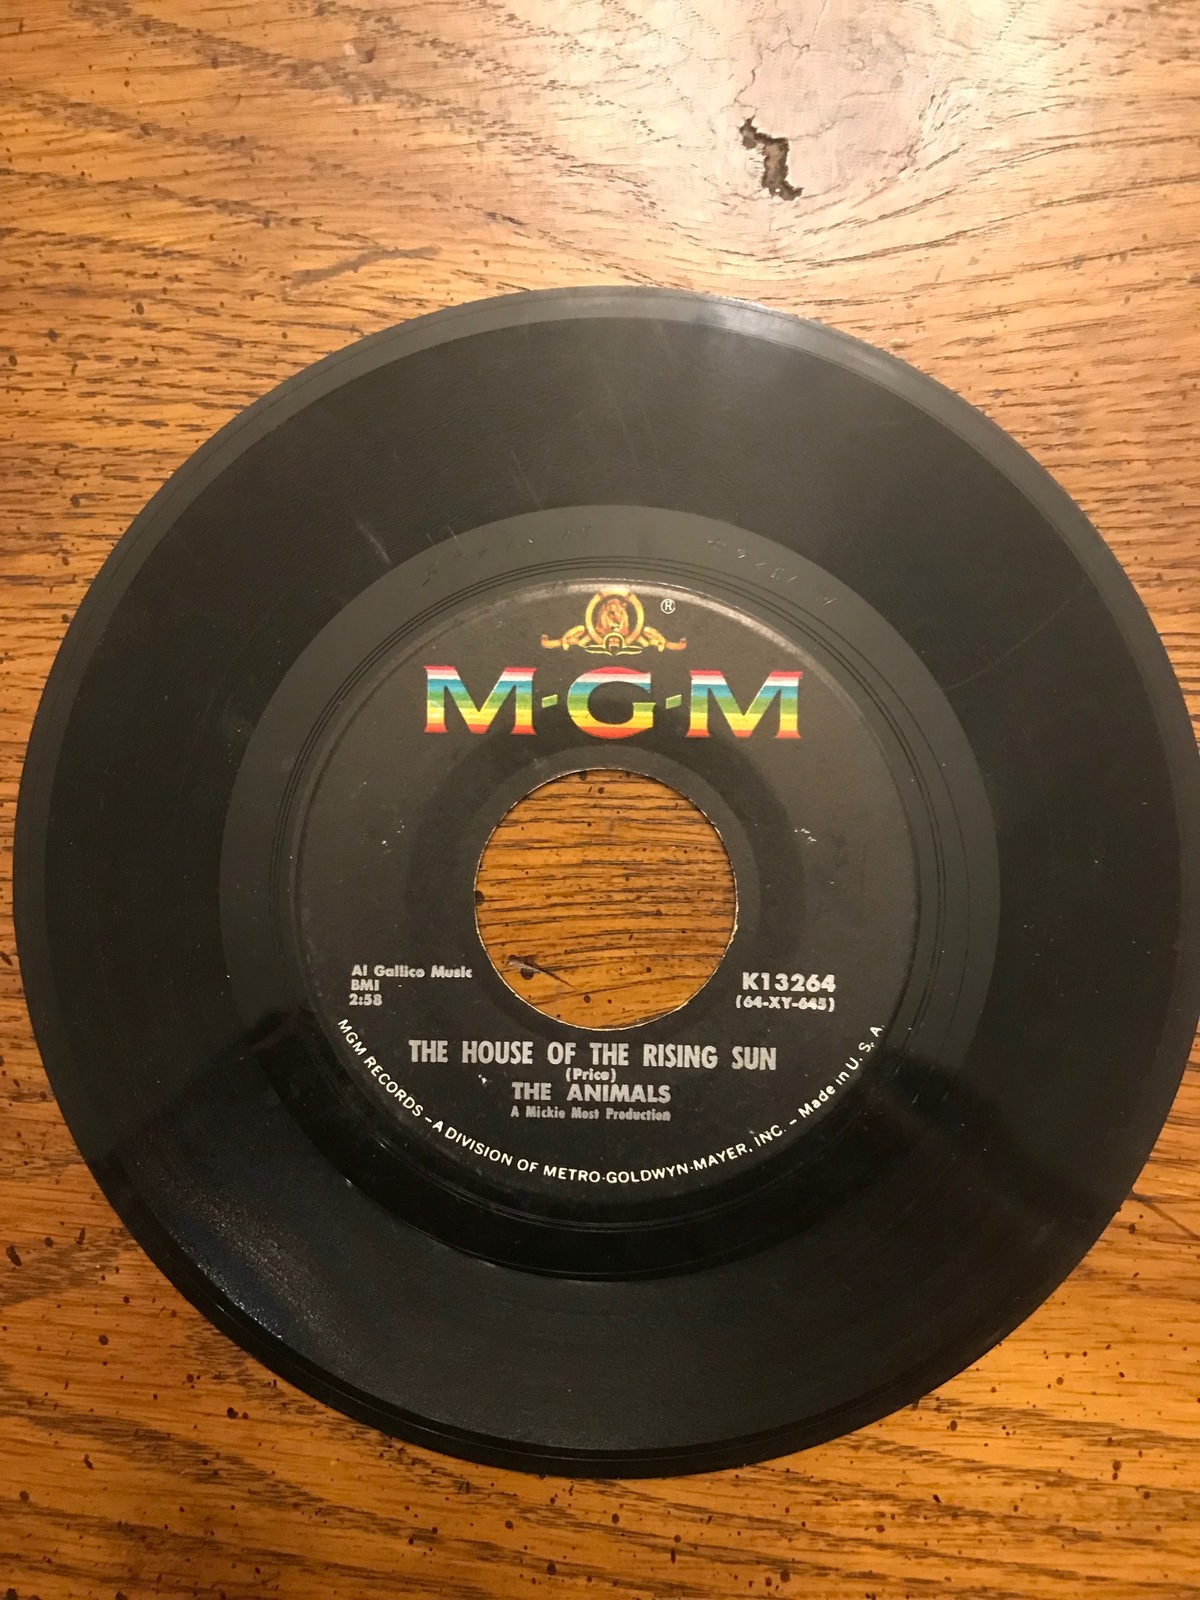 ®
M·G·M
Al Gallico Music
BMI
2:58
K13264
(64-XY-645)
THE HOUSE OF THE RISING SUN
(Price)
THE ANIMALS
A Mickie Most Production
MGM RECORDS – A DIVISION OF METRO-GOLDWYN-MAYER, INC. – Made in U. S. A.